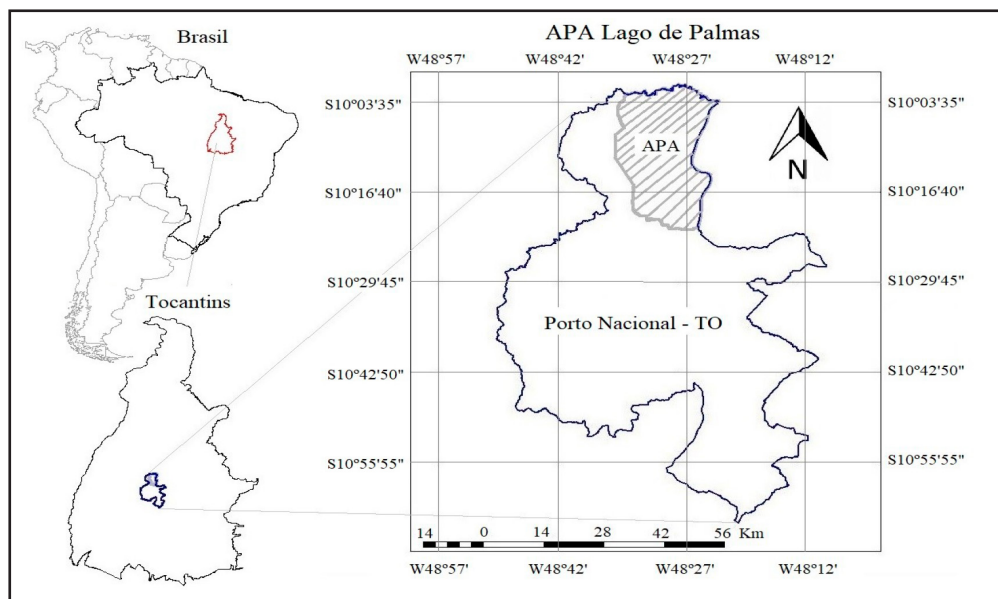 Brasil
Tocantins
APA Lago de Palmas
W48°57' W48°42' W48°27' W48°12'
S10°03'35" S10°03'35"
APA
N
S10°16'40" S10°16'40"
S10°29'45" S10°29'45"
Porto Nacional - TO
S10°42'50" S10°42'50"
S10°55'55" S10°55'55"
14 0 14 28 42 56 Km
W48°57' W48°42' W48°27' W48°12'